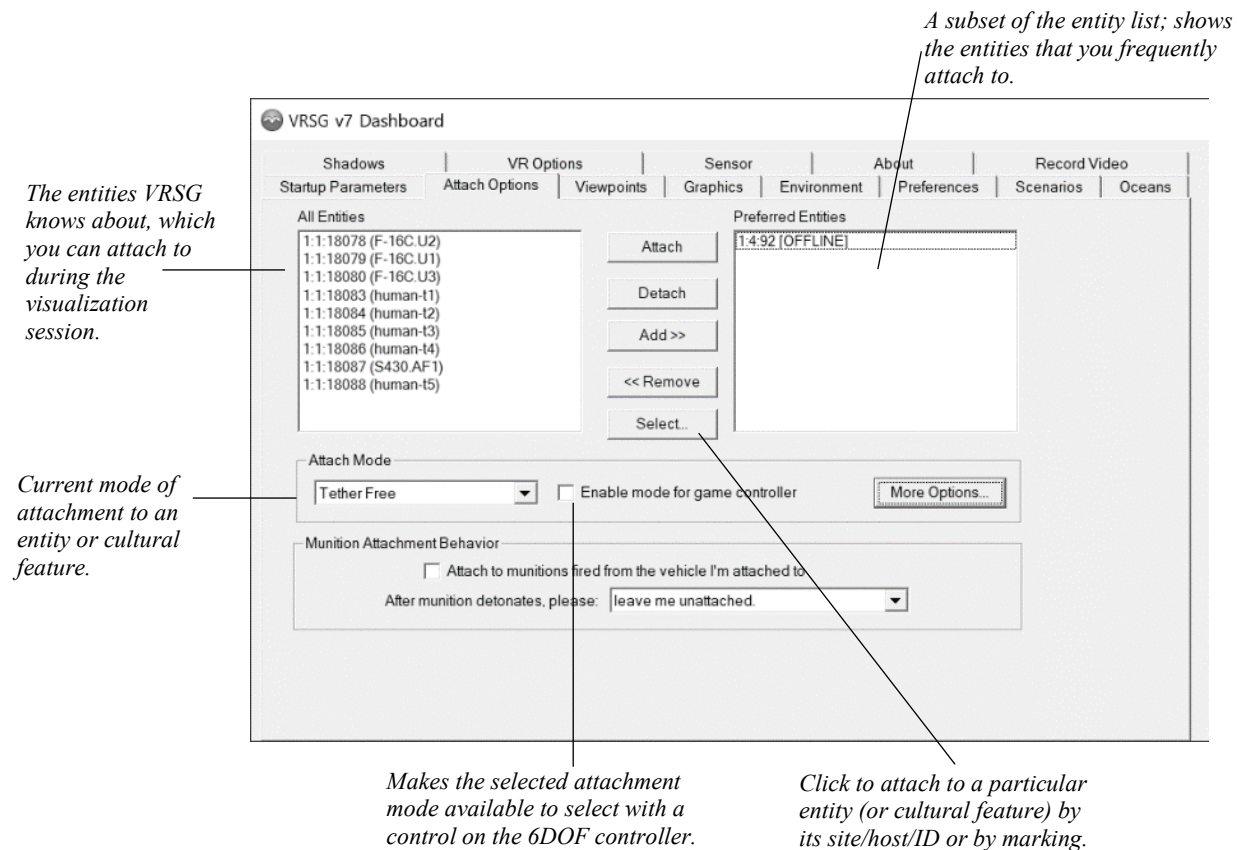 A subset of the entity list; shows
the entities that you frequently
attach to.
VRSG v7 Dashboard
Shadows
VR Options
Sensor
About
Record Video
Startup Parameters
Attach Options
Viewpoints
Graphics
Environment
Preferences
Scenarios
Oceans
The entities VRSG
knows about, which
you can attach to
during the
visualization
session.
All Entities
1:1:18078 (F-16C.U2)
1:1:18079 (F-16C.U1)
1:1:18080 (F-16C.U3)
1:1:18083 (human-t1)
1:1:18084 (human-t2)
1:1:18085 (human-t3)
1:1:18086 (human-t4)
1:1:18087 (S430.AF1)
1:1:18088 (human-t5)
Attach
Detach
Add >>
<< Remove
Select...
Preferred Entities
1:4:92 [OFFLINE]
Current mode of
attachment to an
entity or cultural
feature.
Attach Mode
Tether Free
Enable mode for game controller
More Options...
Munition Attachment Behavior
Attach to munitions fired from the vehicle I'm attached to
After munition detonates, please:
leave me unattached.
Makes the selected attachment
mode available to select with a
control on the 6DOF controller.
Click to attach to a particular
entity (or cultural feature) by
its site/host/ID or by marking.